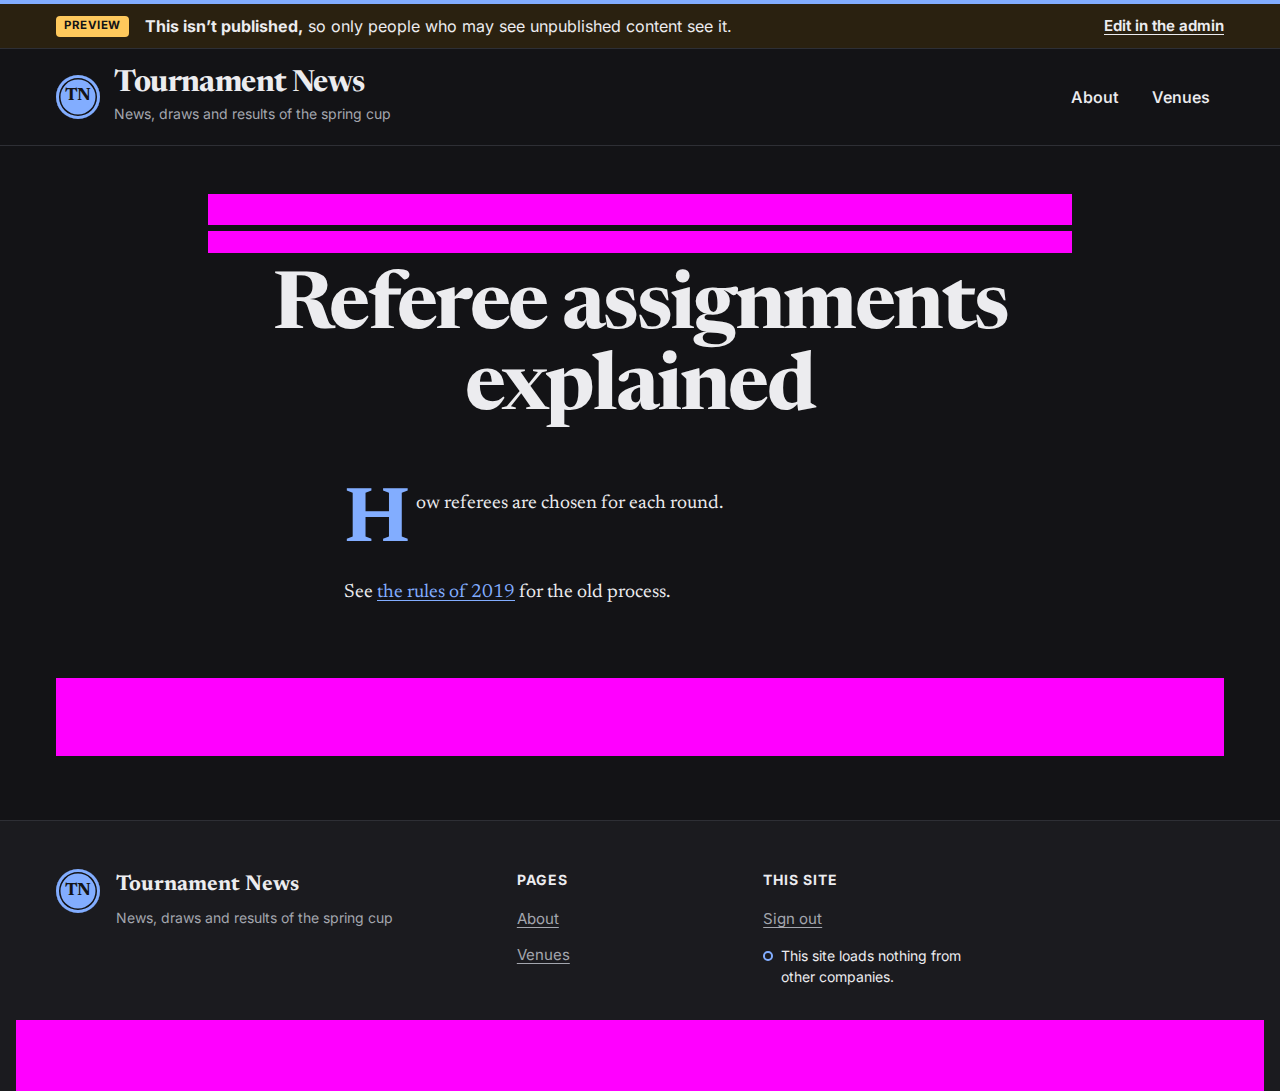 PREVIEW This isn’t published, so only people who may see unpublished content see it. Edit in the admin
TN
Tournament News
News, draws and results of the spring cup
About Venues
Referee assignments
explained
How referees are chosen for each round.
See the rules of 2019 for the old process.
TN
Tournament News
News, draws and results of the spring cup
PAGES
About
Venues
THIS SITE
Sign out
This site loads nothing from
other companies.